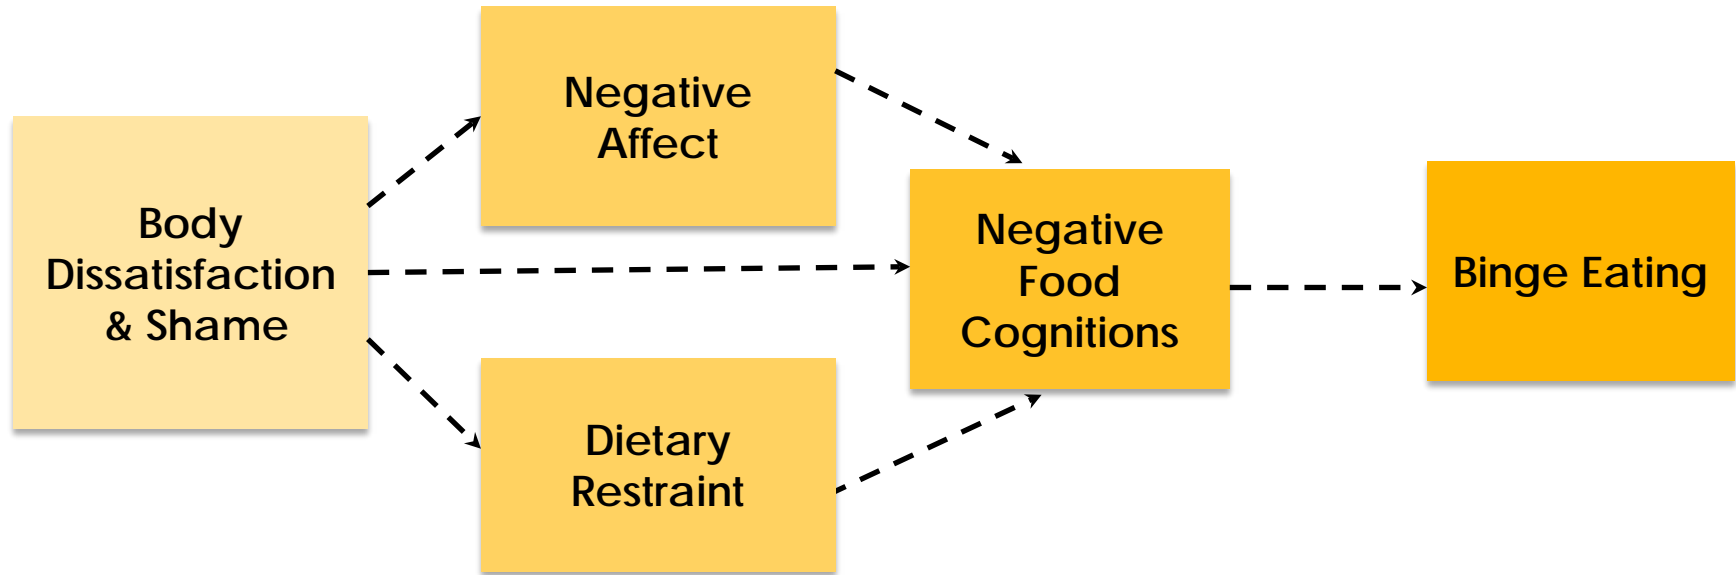 Negative
Affect
Body
Dissatisfaction
& Shame
Negative
Food
Cognitions
Binge Eating
Dietary
Restraint